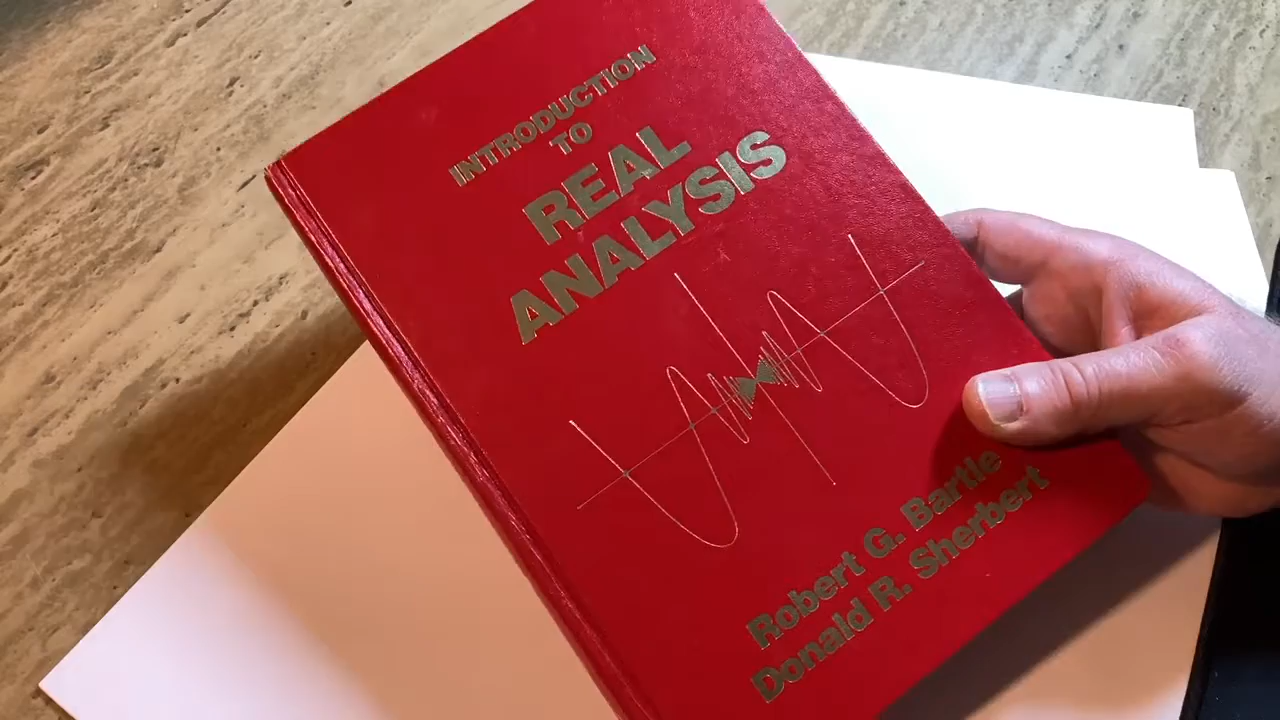 INTRODUCTION
TO
REAL
ANALYSIS
Robert G. Bartle
Donald R. Sherbert